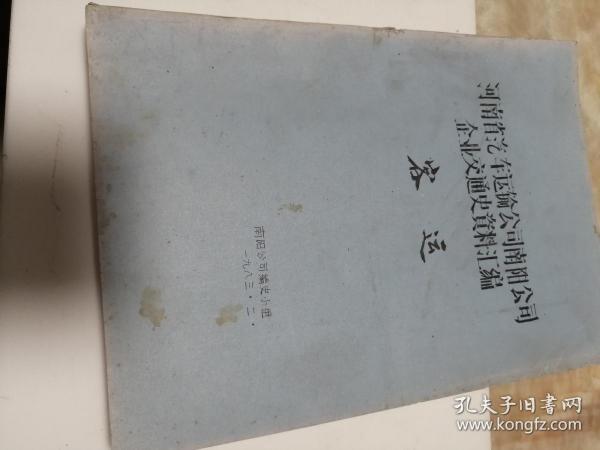 河南省汽车运输公司南阳公司
企业交通史資料汇编
客运
南阳公司编史小组
一九八三·二·
孔夫子旧书网
www.kongfz.com